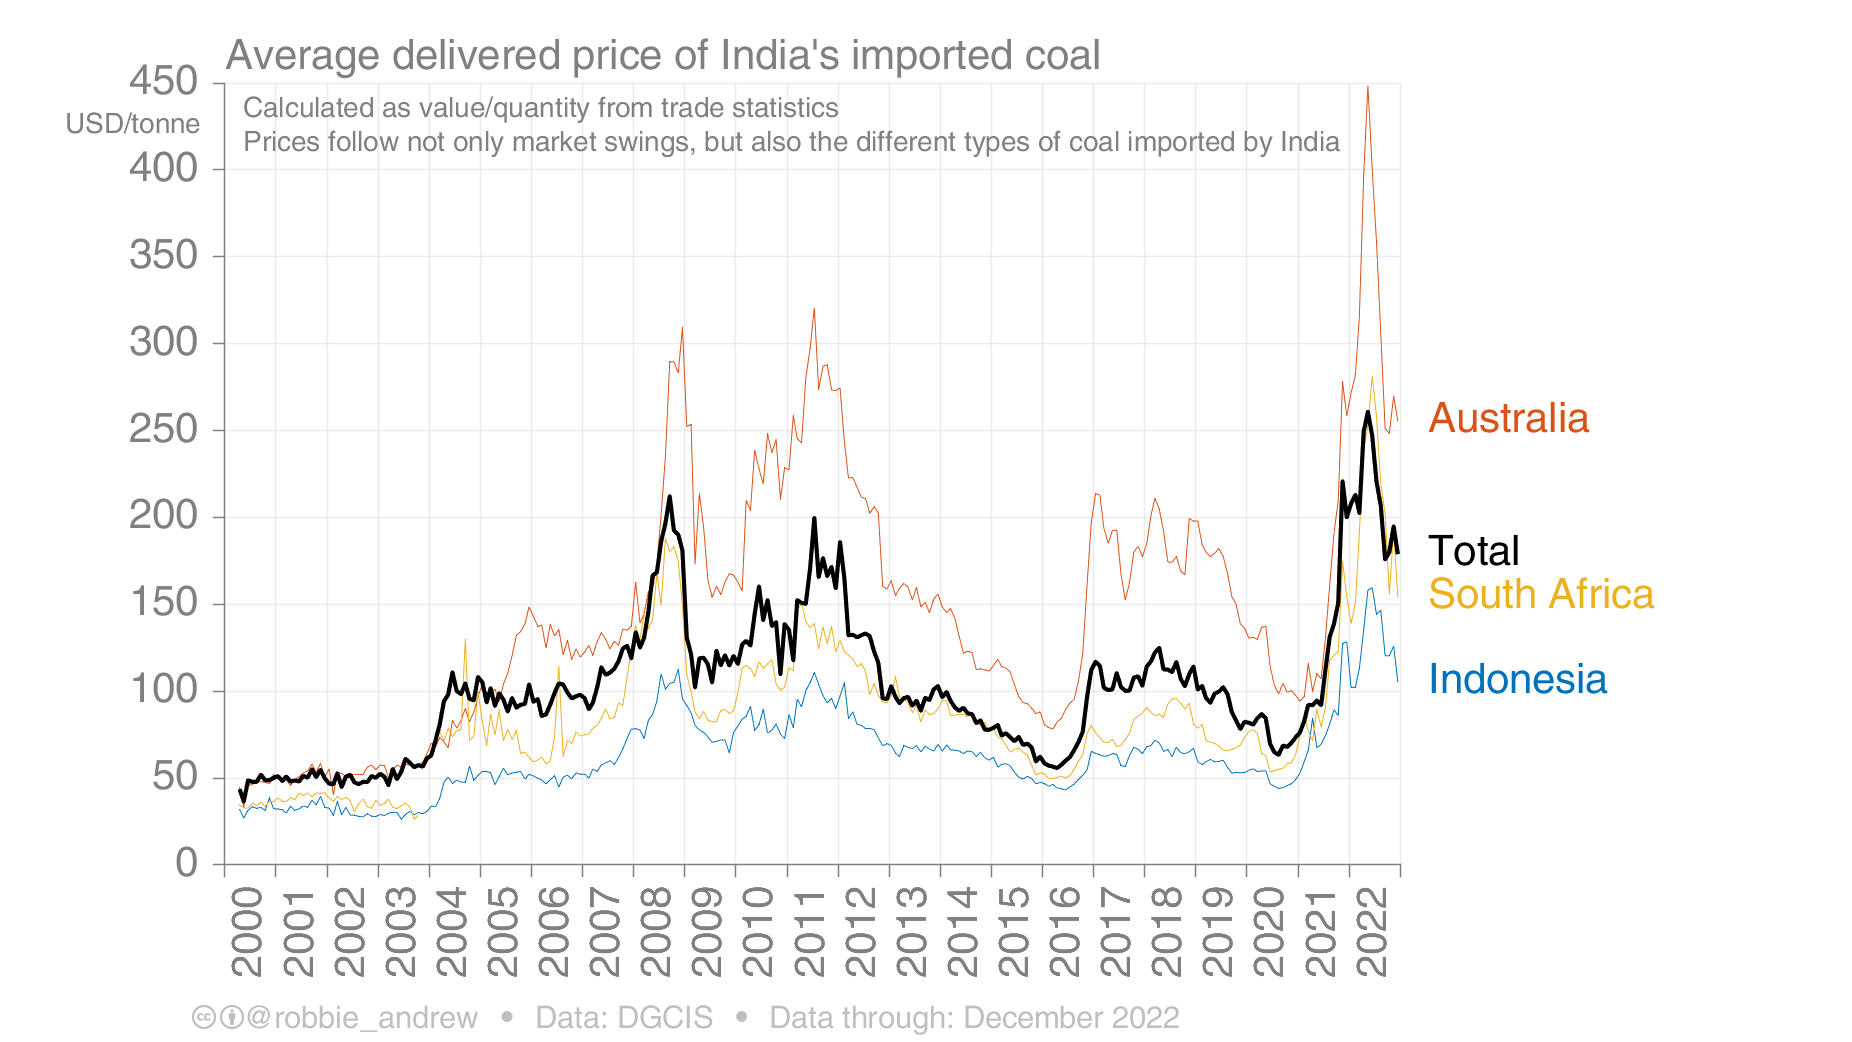 Average delivered price of India's imported coal
450
USD/tonne
Calculated as value/quantity from trade statistics
Prices follow not only market swings, but also the different types of coal imported by India
400
350
300
250
200
150
100
50
0
Australia
Total
South Africa
Indonesia
2000 2001 2002 2003 2004 2005 2006 2007 2008 2009 2010 2011 2012 2013 2014 2015 2016 2017 2018 2019 2020 2021 2022
cc @robbie_andrew • Data: DGCIS • Data through: December 2022